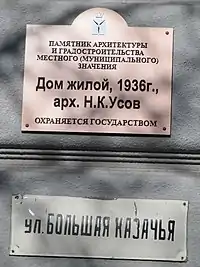 ПАМЯТНИК АРХИТЕКТУРЫ
И ГРАДОСТРОИТЕЛЬСТВА
МЕСТНОГО (МУНИЦИПАЛЬНОГО)
ЗНАЧЕНИЯ
Дом жилой, 1936г.,
арх. Н.К.Усов
ОХРАНЯЕТСЯ ГОСУДАРСТВОМ
ул. БОЛЬШАЯ КАЗАЧЬЯ